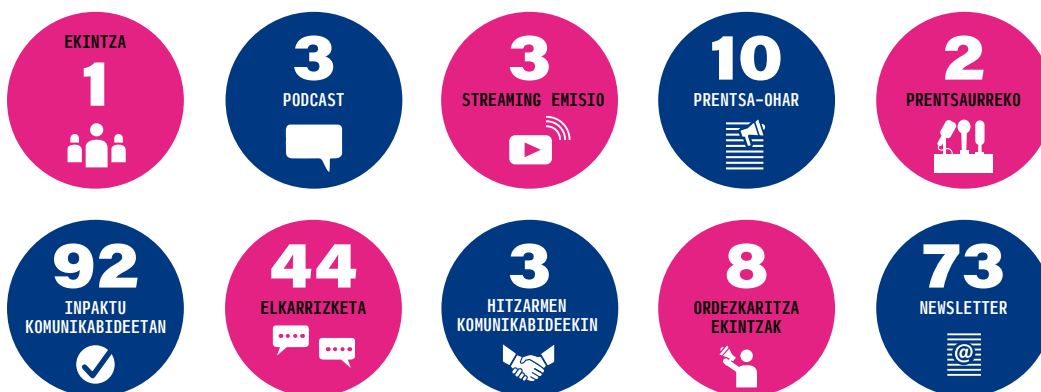 EKINTZA
1
3
PODCAST
3
STREAMING EMISIO
10
PRENTSA-OHAR
2
PRENTSAURREKO
92
INPAKTU
KOMUNIKABIDEETAN
44
ELKARRIZKETA
3
HITZARMEN
KOMUNIKABIDEEKIN
8
ORDEZKARITZA
EKINTZAK
73
NEWSLETTER
@